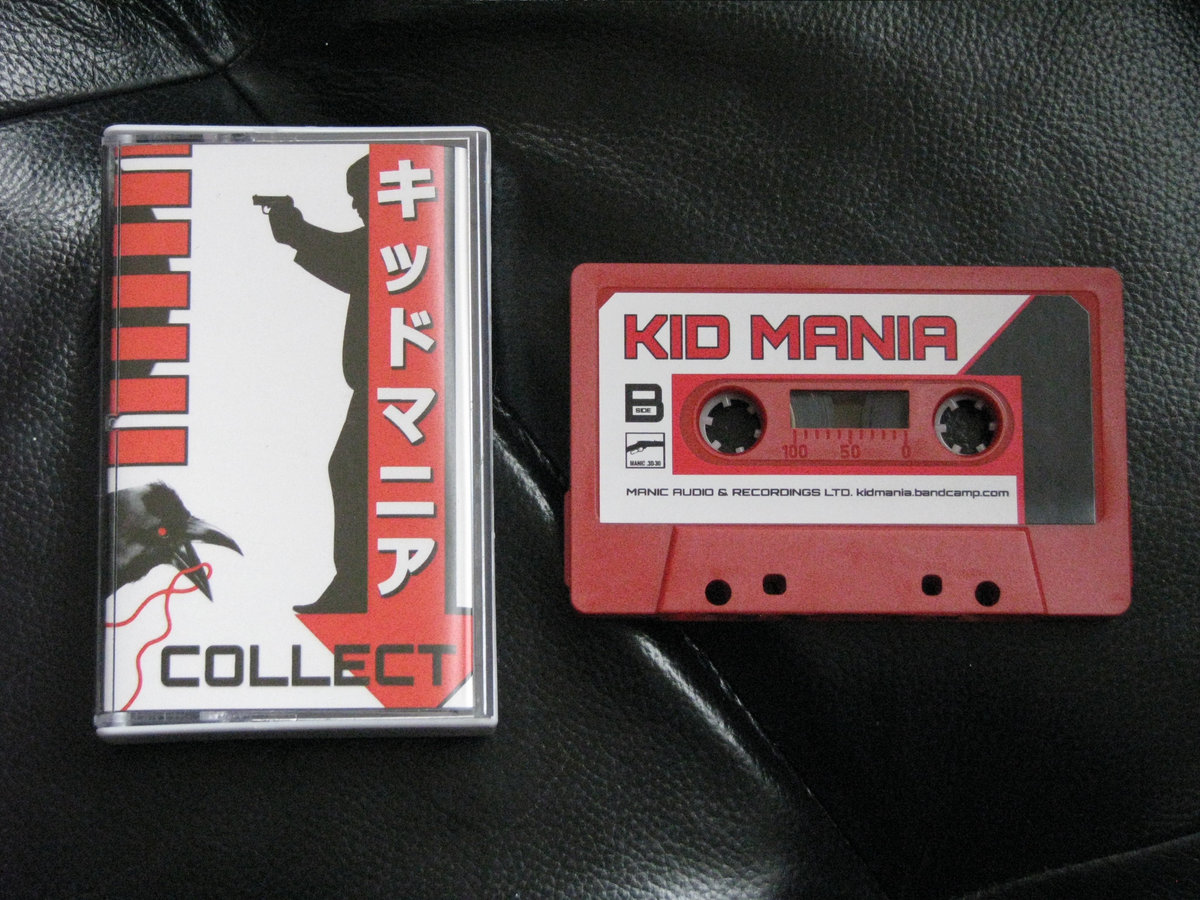 キッドマニア
COLLECT
KID MANIA
B
SIDE
MANIC .30-30
100 50 0
MANIC AUDIO & RECORDINGS LTD. kidmania.bandcamp.com